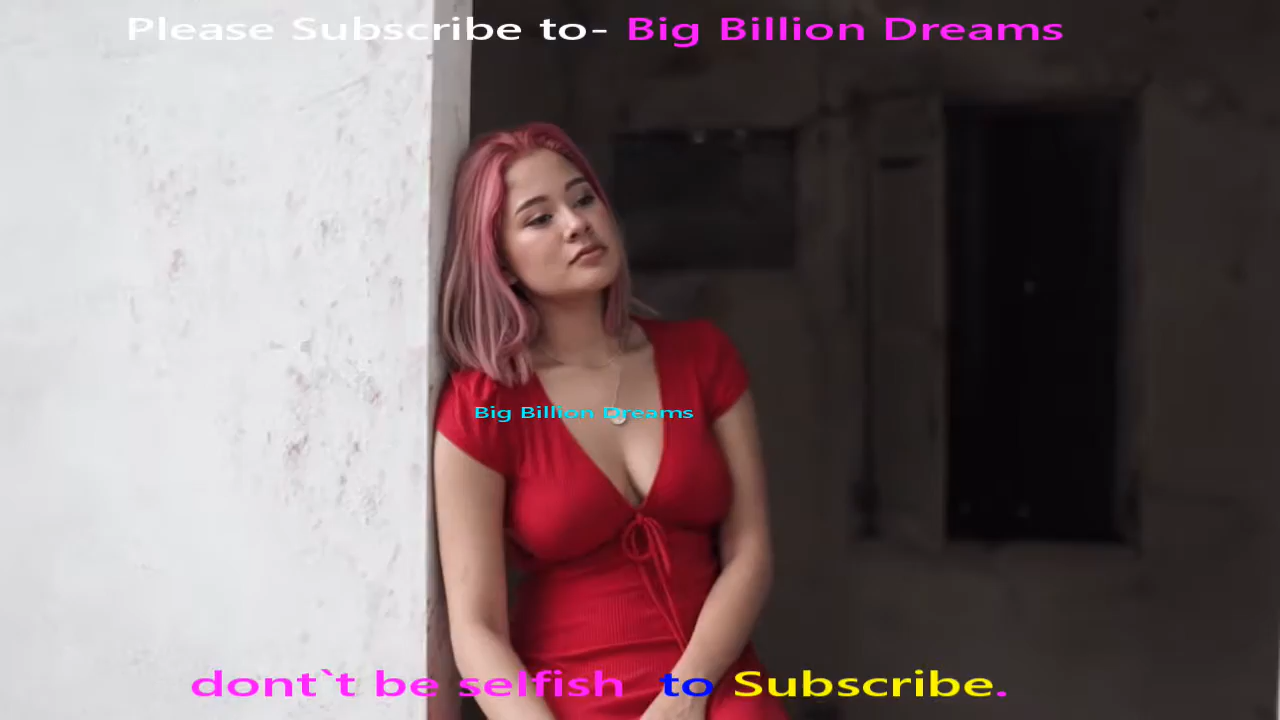 Please Subscribe to- Big Billion Dreams
Big Billion Dreams
dont`t be selfish to Subscribe.